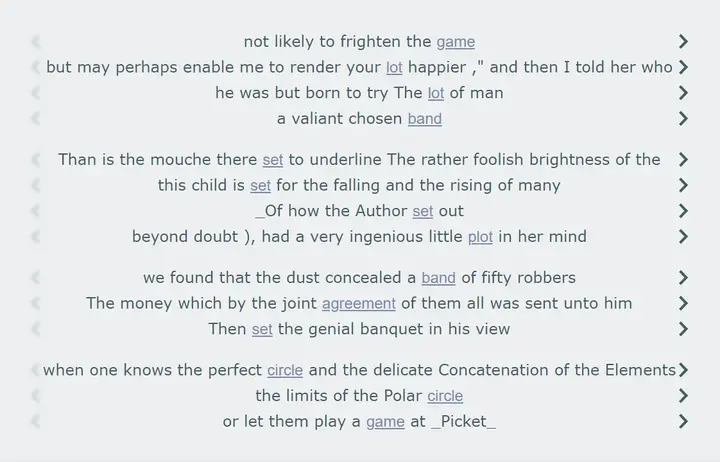 not likely to frighten the game
but may perhaps enable me to render your lot happier ," and then I told her who
he was but born to try The lot of man
a valiant chosen band
Than is the mouche there set to underline The rather foolish brightness of the
this child is set for the falling and the rising of many
_Of how the Author set out
beyond doubt ), had a very ingenious little plot in her mind
we found that the dust concealed a band of fifty robbers
The money which by the joint agreement of them all was sent unto him
Then set the genial banquet in his view
when one knows the perfect circle and the delicate Concatenation of the Elements
the limits of the Polar circle
or let them play a game at _Picket_